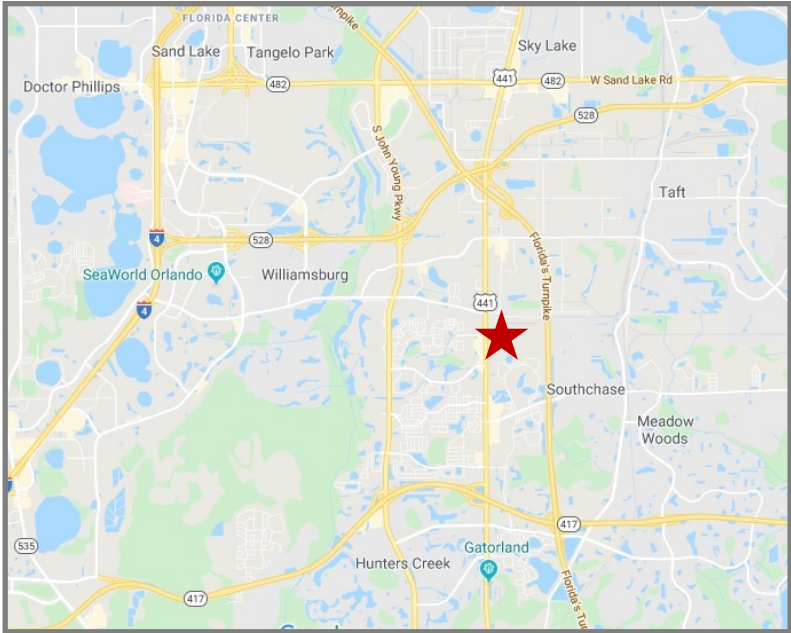 FLORIDA CENTER
Sand Lake
Tangelo Park
Sky Lake
Doctor Phillips
482
441
482
W Sand Lake Rd
528
S John Young Pkwy
Taft
4
528
Florida's Turnpike
SeaWorld Orlando
Williamsburg
4
441
Southchase
Meadow
Woods
417
535
Gatorland
Hunters Creek
417